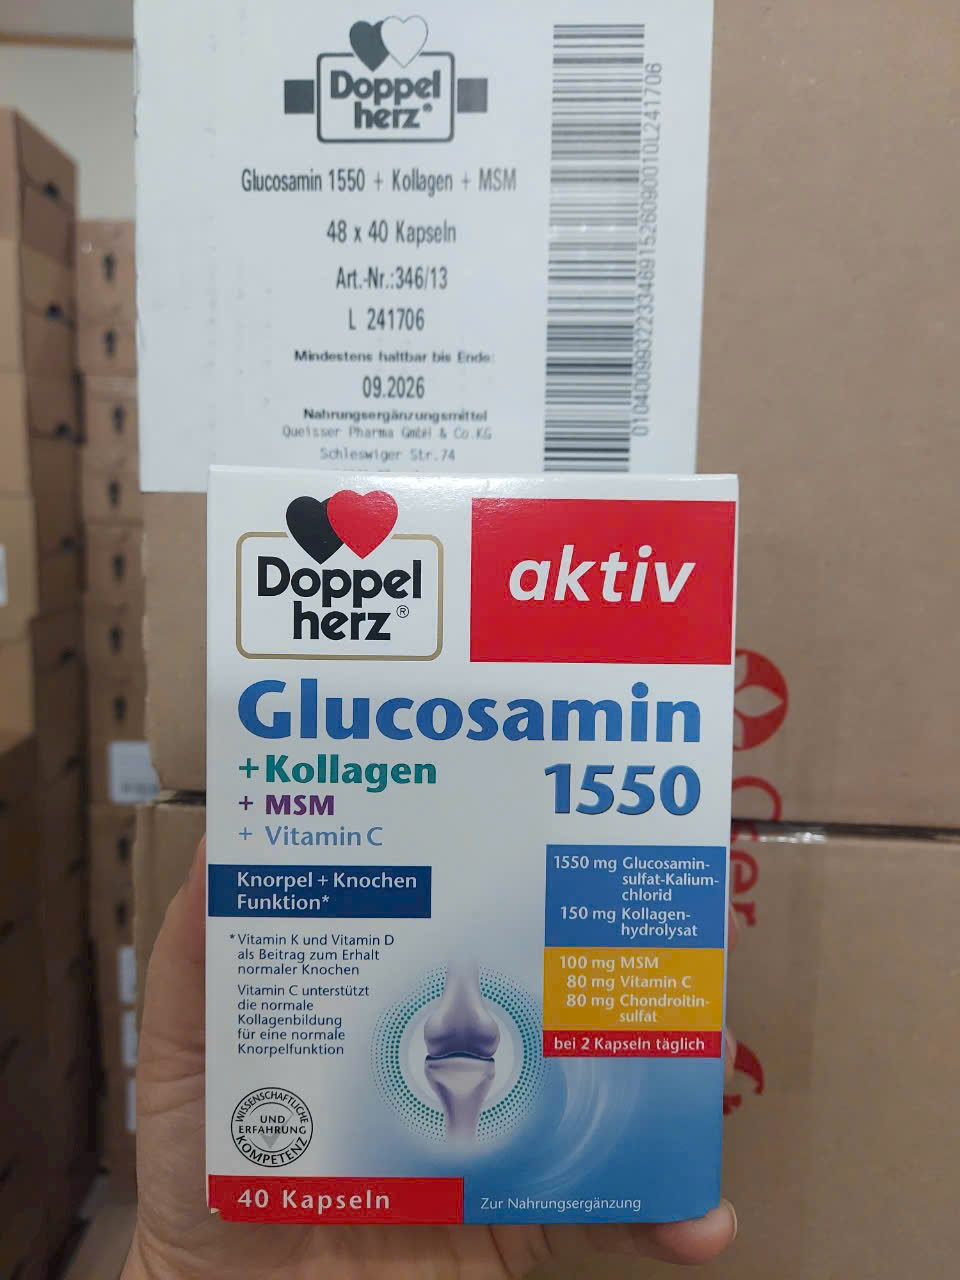 Doppel
herz®
Glucosamin 1550 + Kollagen + MSM
48 x 40 Kapseln
Art.-Nr.:346/13
L 241706
Mindestens haltbar bis Ende:
09.2026
Nahrungsergänzungsmittel
Queisser Pharma GmbH & Co.KG
Schleswiger Str.74
Doppel
herz®
aktiv
Glucosamin
+Kollagen
1550
+ MSM
+ Vitamin C
Knorpel + Knochen
Funktion*
*Vitamin K und Vitamin D
als Beitrag zum Erhalt
normaler Knochen
Vitamin C unterstützt
die normale
Kollagenbildung
für eine normale
Knorpelfunktion
1550 mg Glucosamin-
sulfat-Kalium-
chlorid
150 mg Kollagen-
hydrolysat
100 mg MSM
80 mg Vitamin C
80 mg Chondroitin-
sulfat
bei 2 Kapseln täglich
WISSENSCHAFTLICHE
UND
ERFAHRUNG
KOMPETENZ
40 Kapseln
Zur Nahrungsergänzung